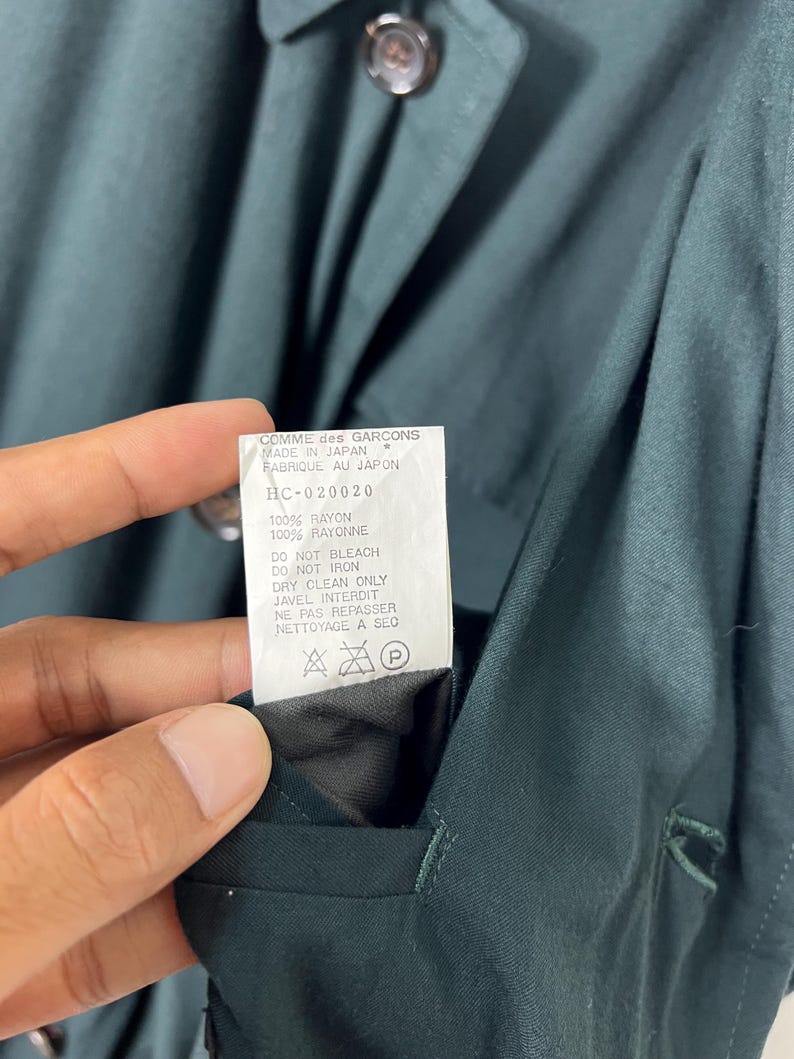 COMME des GARCONS
MADE IN JAPAN *
FABRIQUE AU JAPON
HC-020020
100% RAYON
100% RAYONNE
DO NOT BLEACH
DO NOT IRON
DRY CLEAN ONLY
JAVEL INTERDIT
NE PAS REPASSER
NETTOYAGE A SEC
P